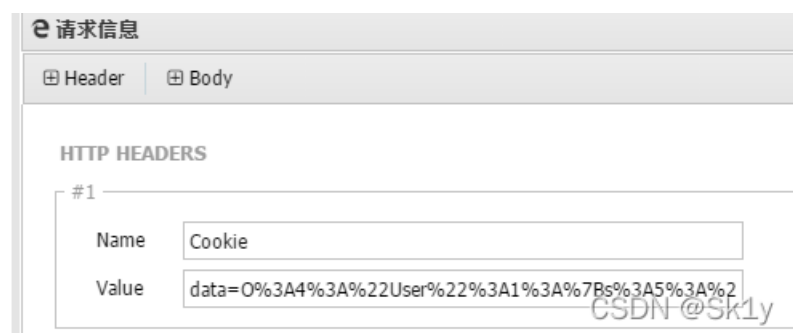 请求信息
Header Body
HTTP HEADERS
#1
Name Cookie
Value data=O%3A4%3A%22User%22%3A1%3A%7Bs%3A5%3A%2
CSDN @Sk1y